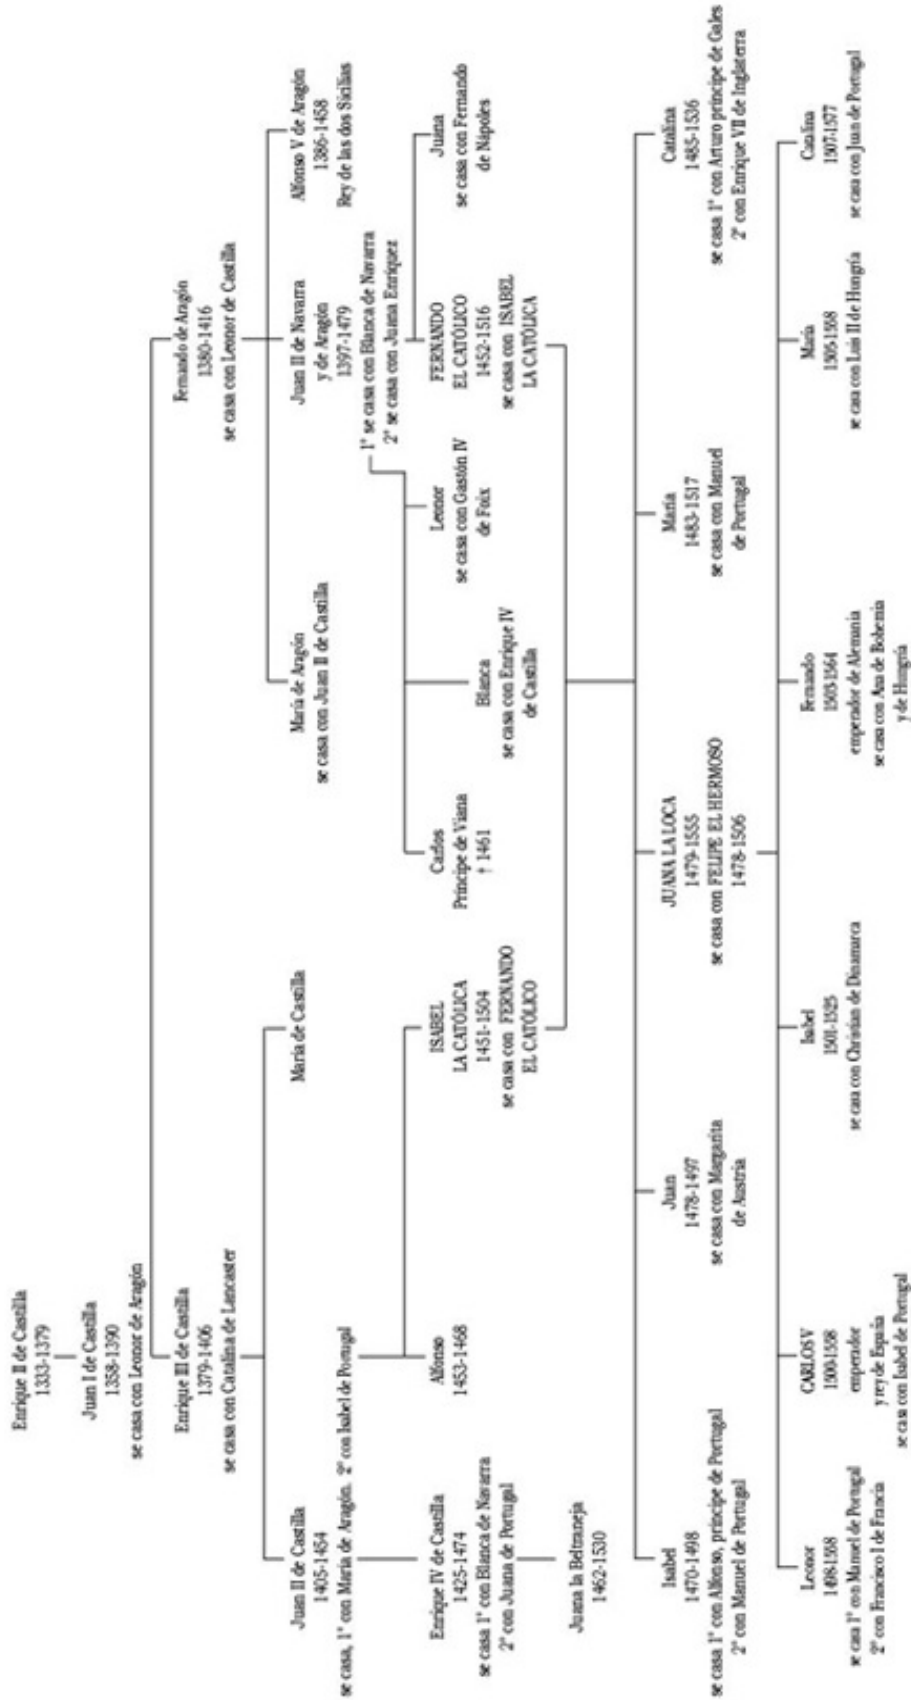 Enrique II de Castilla
1333-1379
Juan I de Castilla
1358-1390
se casa con Leonor de Aragón
Enrique III de Castilla
1379-1406
se casa con Catalina de Lancaster
Fernando de Aragón
1380-1416
se casa con Leonor de Castilla
Juan II de Castilla
1405-1454
se casa, 1° con María de Aragón. 2° con Isabel de Portugal
María de Castilla
María de Aragón
se casa con Juan II de Castilla
Juan II de Navarra
y de Aragón
1397-1479
1° se casa con Blanca de Navarra
2° se casa con Juana Enríquez
Alfonso V de Aragón
1386-1458
Rey de las dos Sicilias
Enrique IV de Castilla
1425-1474
se casa 1° con Blanca de Navarra
2° con Juana de Portugal
Alfonso
1453-1468
ISABEL
LA CATÓLICA
1451-1504
se casa con FERNANDO
EL CATÓLICO
Carlos
Príncipe de Viana
† 1461
Blanca
se casa con Enrique IV
de Castilla
Leonor
se casa con Gastón IV
de Foix
FERNANDO
EL CATÓLICO
1452-1516
se casa con ISABEL
LA CATÓLICA
Juana
se casa con Fernando
de Nápoles
Juana la Beltraneja
1462-1530
Isabel
1470-1498
se casa 1° con Alfonso, príncipe de Portugal
2° con Manuel de Portugal
Juan
1478-1497
se casa con Margarita
de Austria
JUANA LA LOCA
1479-1555
se casa con FELIPE EL HERMOSO
1478-1506
María
1483-1517
se casa con Manuel
de Portugal
Catalina
1485-1536
se casa 1° con Arturo príncipe de Gales
2° con Enrique VII de Inglaterra
Leonor
1498-1558
se casa 1° con Manuel de Portugal
2° con Francisco I de Francia
CARLOS V
1500-1558
emperador
y rey de España
se casa con Isabel de Portugal
Isabel
1501-1525
se casa con Christian de Dinamarca
Fernando
1503-1564
emperador de Alemania
se casa con Ana de Bohemia
y de Hungría
María
1505-1558
se casa con Luis II de Hungría
Catalina
1507-1577
se casa con Juan de Portugal